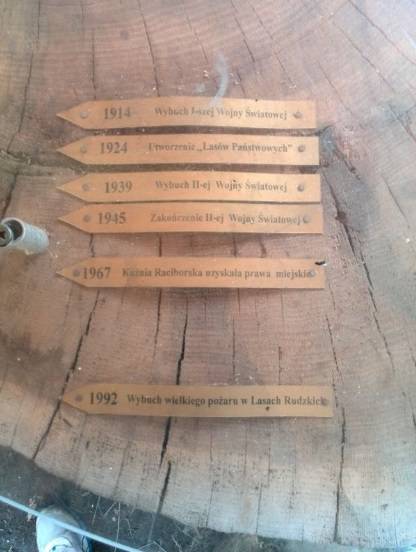 1914 Wybuch I-szej Wojny Światowej
1924 Utworzenie „Lasów Państwowych"
1939 Wybuch II-ej Wojny Światowej
1945 Zakończenie II-ej Wojny Światowej
1967 Kuźnia Raciborska uzyskała prawa miejskie
1992 Wybuch wielkiego pożaru w Lasach Rudzkich